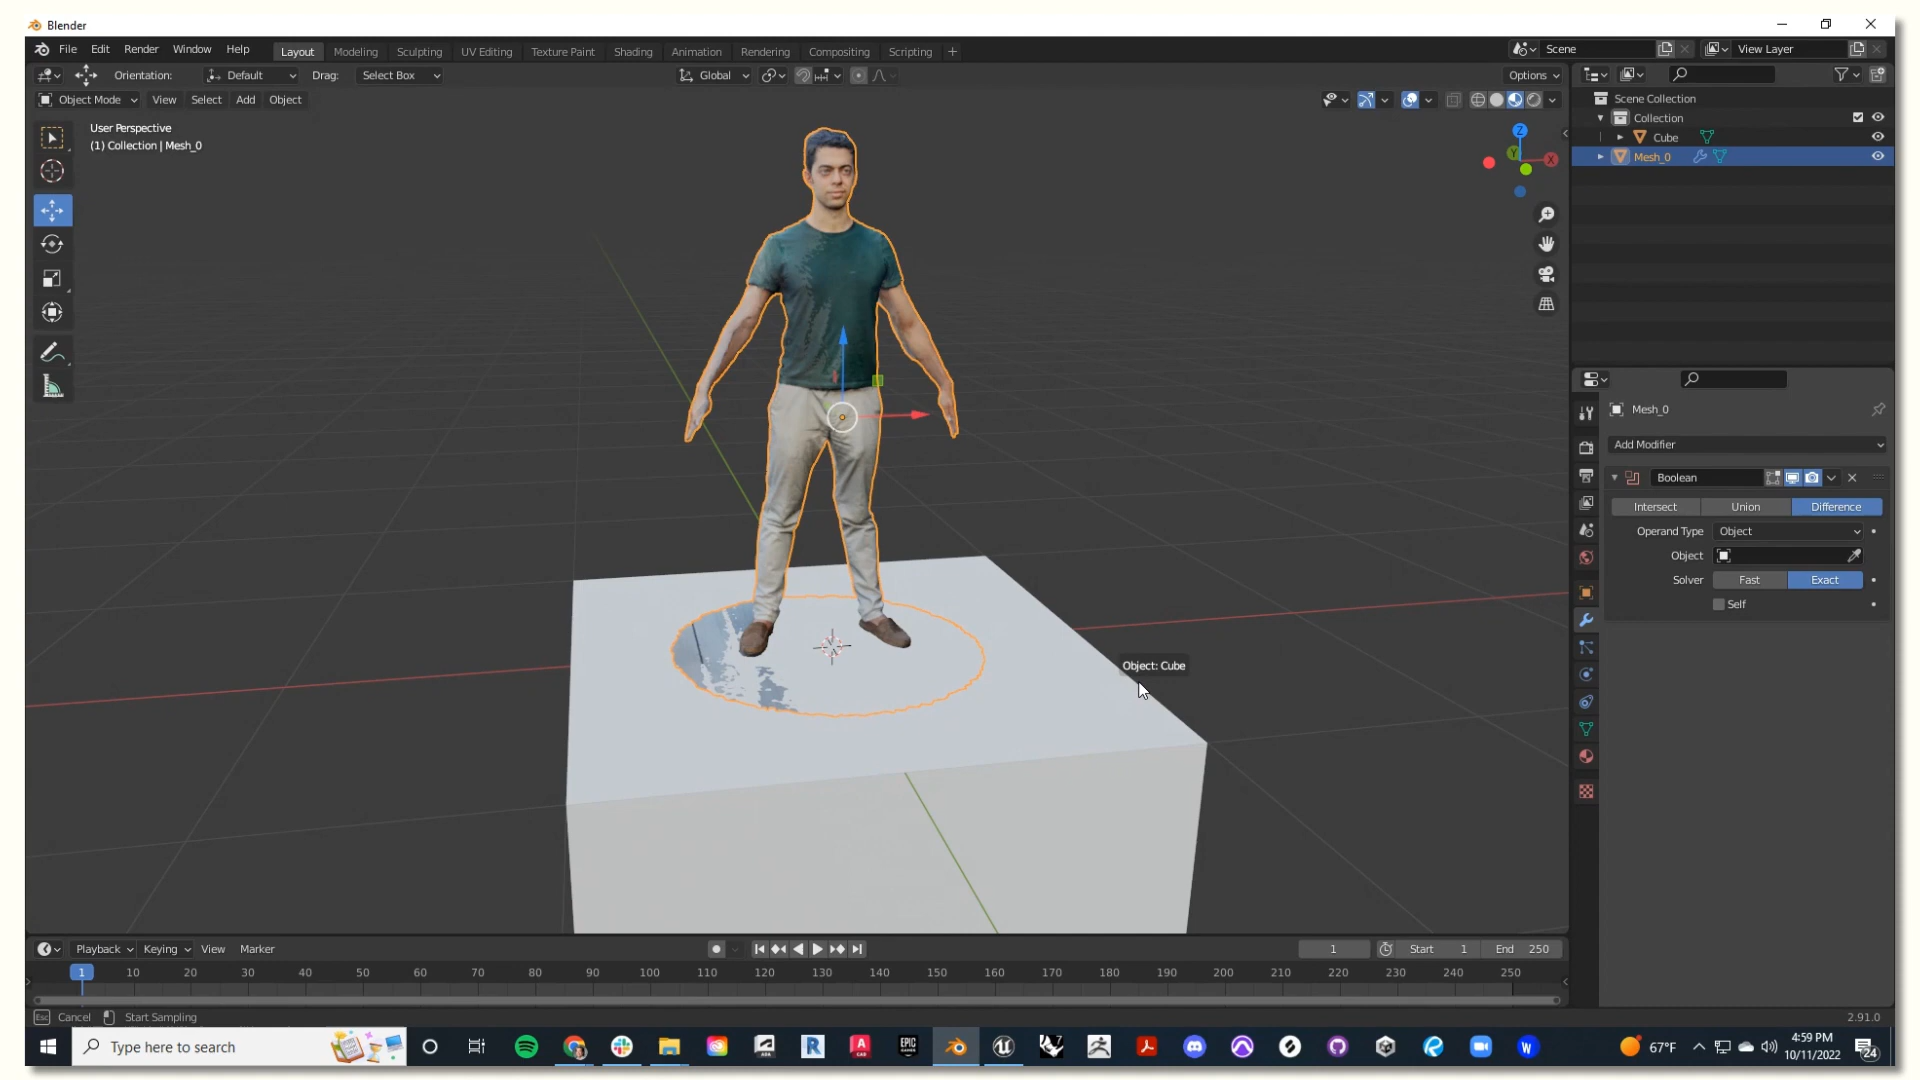 Blender
File Edit Render Window Help Layout Modeling Sculpting UV Editing Texture Paint Shading Animation Rendering Compositing Scripting + Scene View Layer
Orientation: Default Drag: Select Box Global Options
Object Mode View Select Add Object
User Perspective
(1) Collection | Mesh_0
Z
Y
X
Scene Collection
Collection
Cube
Mesh_0
Mesh_0
Add Modifier
Boolean
Intersect Union Difference
Operand Type Object
Object
Solver Fast Exact
Self
Object: Cube
Playback Keying View Marker 1 Start 1 End 250
1 10 20 30 40 50 60 70 80 90 100 110 120 130 140 150 160 170 180 190 200 210 220 230 240 250
Esc Cancel Start Sampling 2.91.0
Type here to search
67°F
4:59 PM
10/11/2022
24